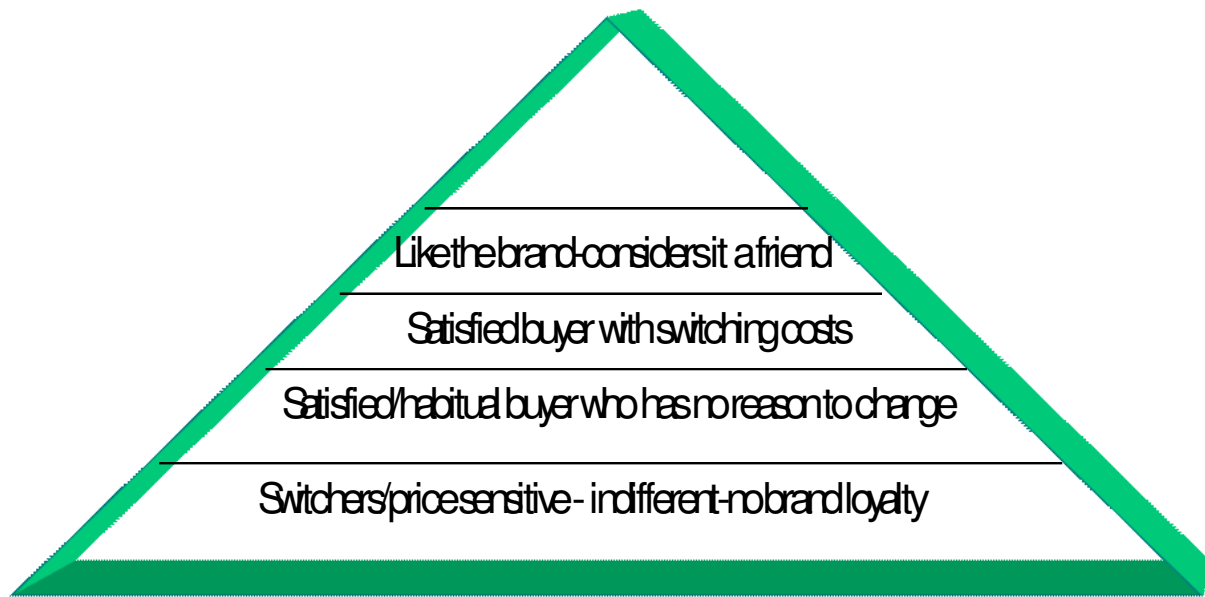 Like the brand-considers it a friend
Satisfied buyer with switching costs
Satisfied/habitual buyer who has no reason to change
Switchers/price sensitive - indifferent-no brand loyalty